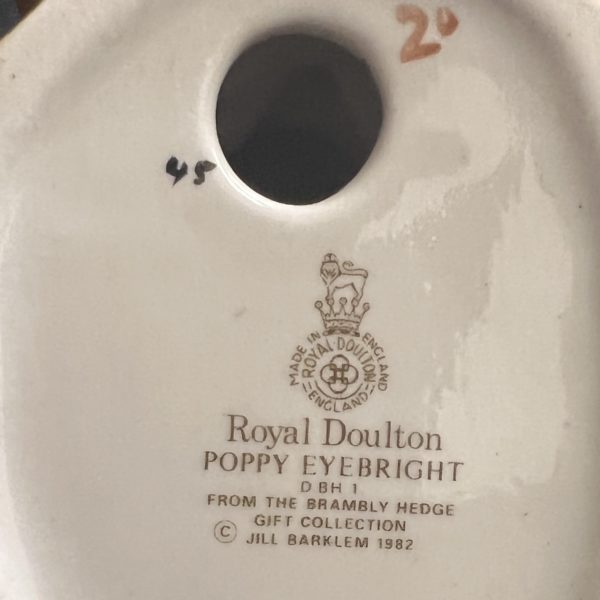 20
45
MADE IN ENGLAND
ROYAL DOULTON
ENGLAND
Royal Doulton
POPPY EYEBRIGHT
D BH 1
FROM THE BRAMBLY HEDGE
GIFT COLLECTION
© JILL BARKLEM 1982